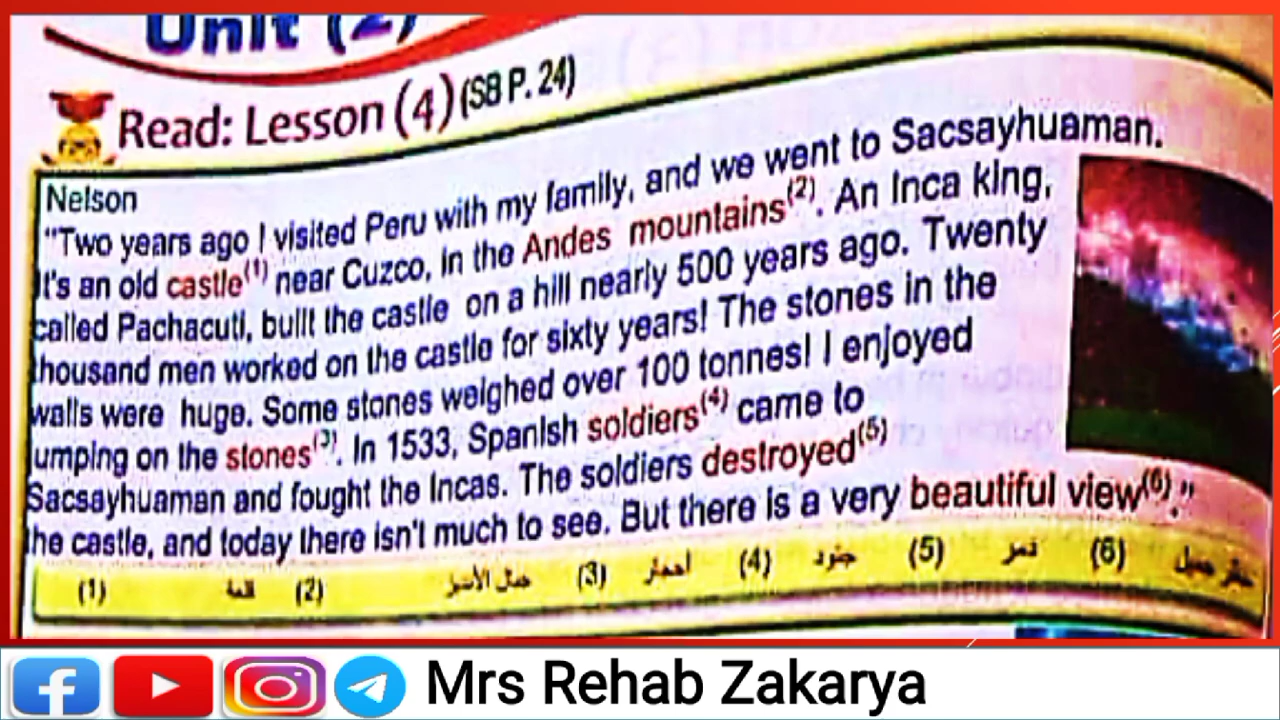 Unit (2)
Read: Lesson (4) (SB P. 24)
Nelson
"Two years ago I visited Peru with my family, and we went to Sacsayhuaman.
It's an old castle(1) near Cuzco, in the Andes mountains(2). An Inca king,
called Pachacuti, built the castle on a hill nearly 500 years ago. Twenty
thousand men worked on the castle for sixty years! The stones in the
walls were huge. Some stones weighed over 100 tonnes! I enjoyed
umping on the stones(3). In 1533, Spanish soldiers(4) came to
Sacsayhuaman and fought the Incas. The soldiers destroyed(5)
the castle, and today there isn't much to see. But there is a very beautiful view(6)."
(1) (2) (3) أحجار (4) جنود (5) دمر (6)
Mrs Rehab Zakarya